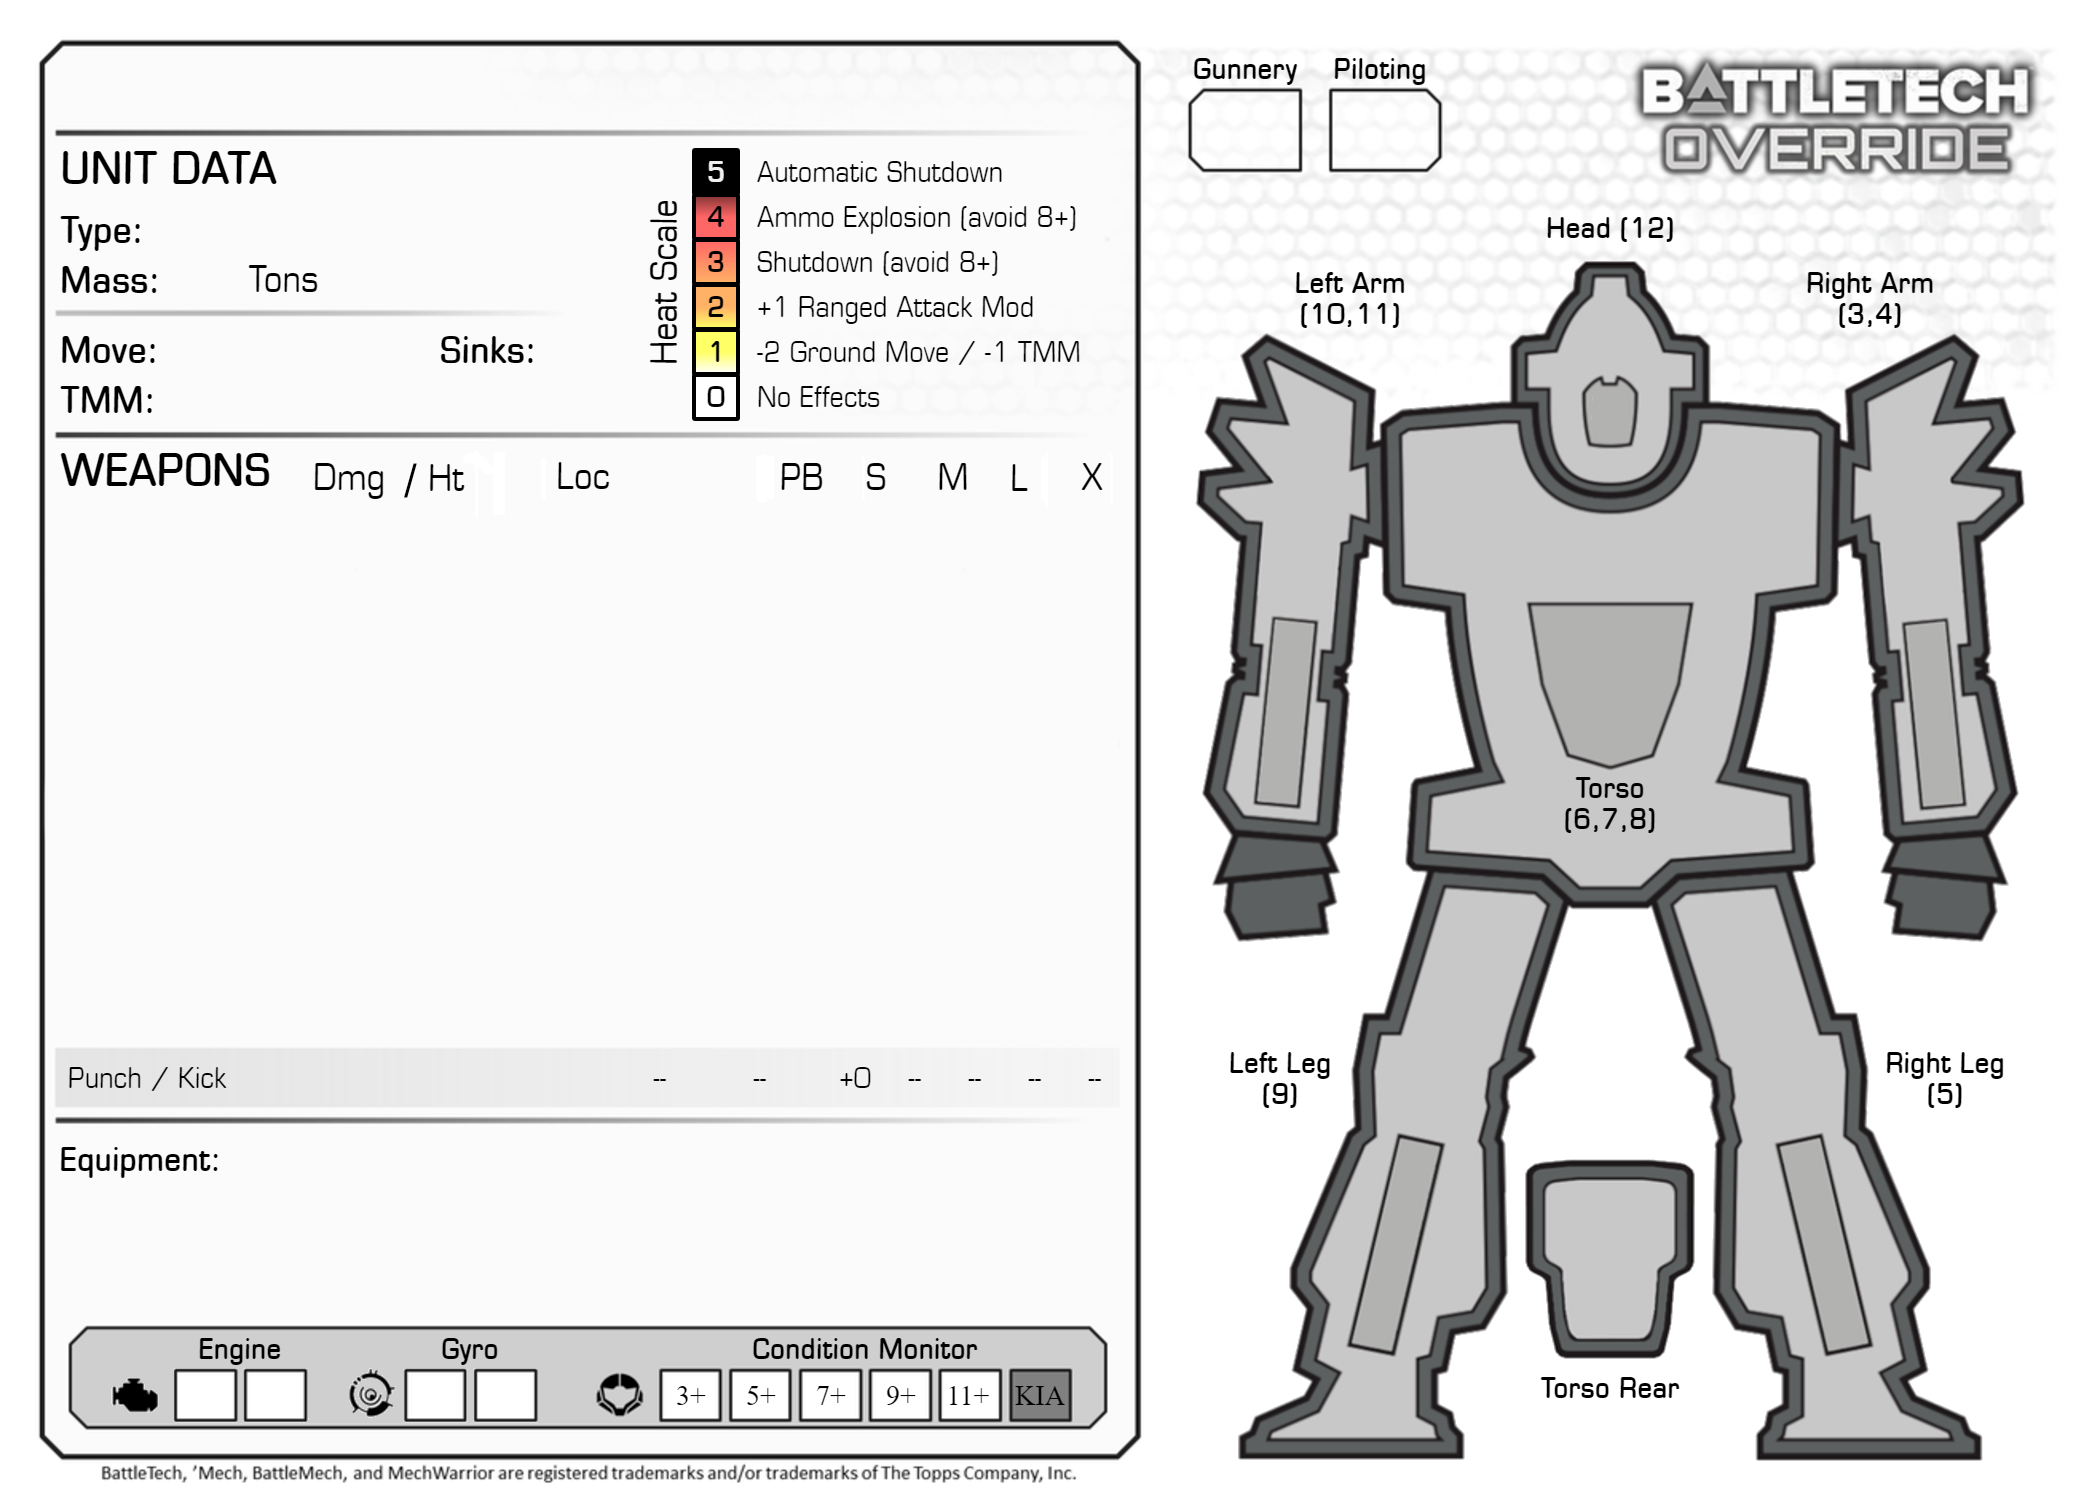 Gunnery Piloting
BATTLETECH
OVERRIDE
UNIT DATA
Type:
Mass: Tons
Move: Sinks:
TMM:
Heat Scale
5 Automatic Shutdown
4 Ammo Explosion (avoid 8+)
3 Shutdown (avoid 8+)
2 +1 Ranged Attack Mod
1 -2 Ground Move / -1 TMM
0 No Effects
WEAPONS Dmg / Ht Loc PB S M L X
Punch / Kick -- -- +0 -- -- -- --
Equipment:
Engine Gyro Condition Monitor
3+ 5+ 7+ 9+ 11+ KIA
Head (12)
Left Arm
(10,11)
Right Arm
(3,4)
Torso
(6,7,8)
Left Leg
(9)
Right Leg
(5)
Torso Rear
BattleTech, 'Mech, BattleMech, and MechWarrior are registered trademarks and/or trademarks of The Topps Company, Inc.